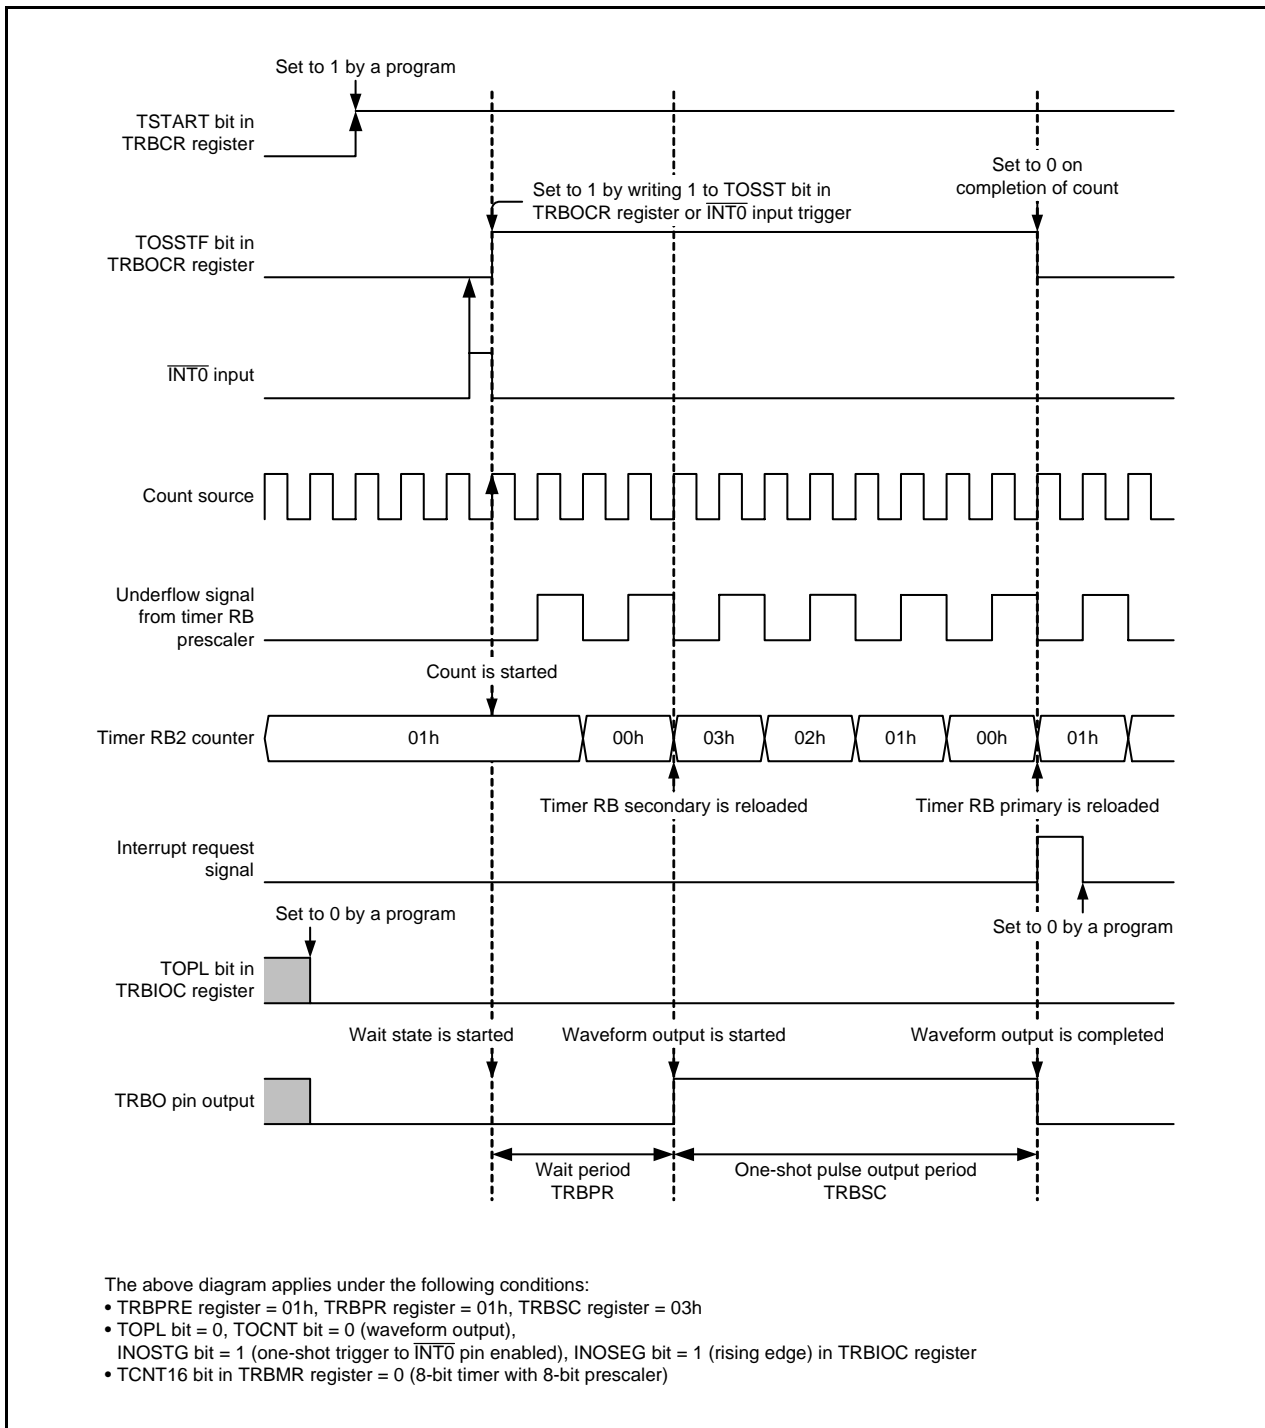 Set to 1 by a program
TSTART bit in
TRBCR register
Set to 0 on
completion of count
Set to 1 by writing 1 to TOSST bit in
TRBOCR register or INT0 input trigger
TOSSTF bit in
TRBOCR register
INT0 input
Count source
Underflow signal
from timer RB
prescaler
Count is started
Timer RB2 counter
01h
00h
03h
02h
01h
00h
01h
Timer RB secondary is reloaded
Timer RB primary is reloaded
Interrupt request
signal
Set to 0 by a program
Set to 0 by a program
TOPL bit in
TRBIOC register
Wait state is started
Waveform output is started
Waveform output is completed
TRBO pin output
Wait period
TRBPR
One-shot pulse output period
TRBSC
The above diagram applies under the following conditions:
• TRBPRE register = 01h, TRBPR register = 01h, TRBSC register = 03h
• TOPL bit = 0, TOCNT bit = 0 (waveform output),
INOSTG bit = 1 (one-shot trigger to INT0 pin enabled), INOSEG bit = 1 (rising edge) in TRBIOC register
• TCNT16 bit in TRBMR register = 0 (8-bit timer with 8-bit prescaler)